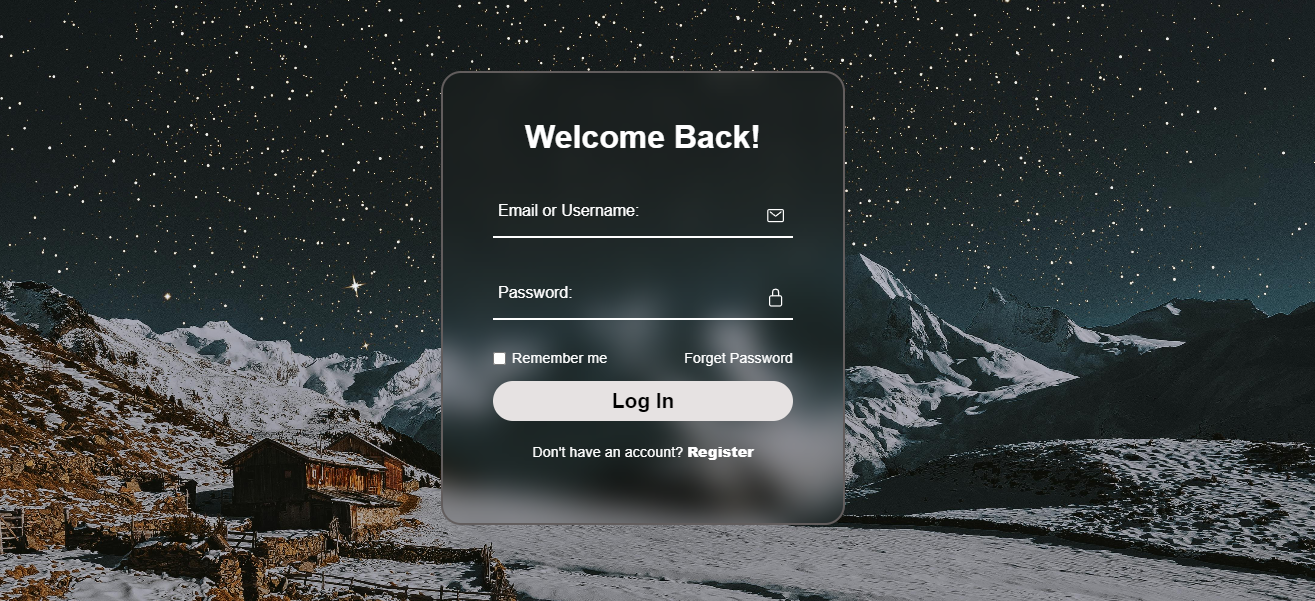 Welcome Back!
Email or Username:
Password:
Remember me Forget Password
Log In
Don't have an account? Register